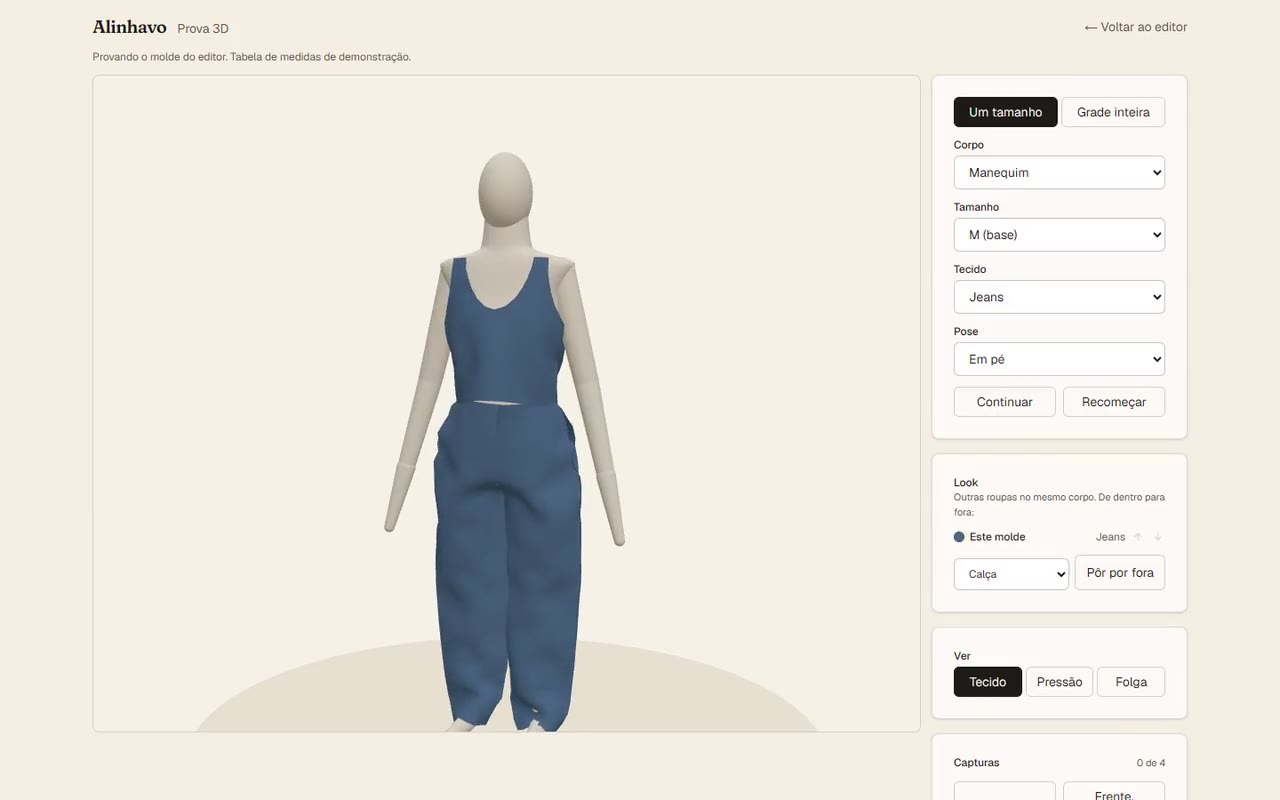 Alinhavo Prova 3D
← Voltar ao editor
Provando o molde do editor. Tabela de medidas de demonstração.
Um tamanho
Grade inteira
Corpo
Manequim
Tamanho
M (base)
Tecido
Jeans
Pose
Em pé
Continuar
Recomeçar
Look
Outras roupas no mesmo corpo. De dentro para
fora:
Este molde
Jeans ↑ ↓
Calça
Pôr por fora
Ver
Tecido
Pressão
Folga
Capturas
0 de 4
Frente,